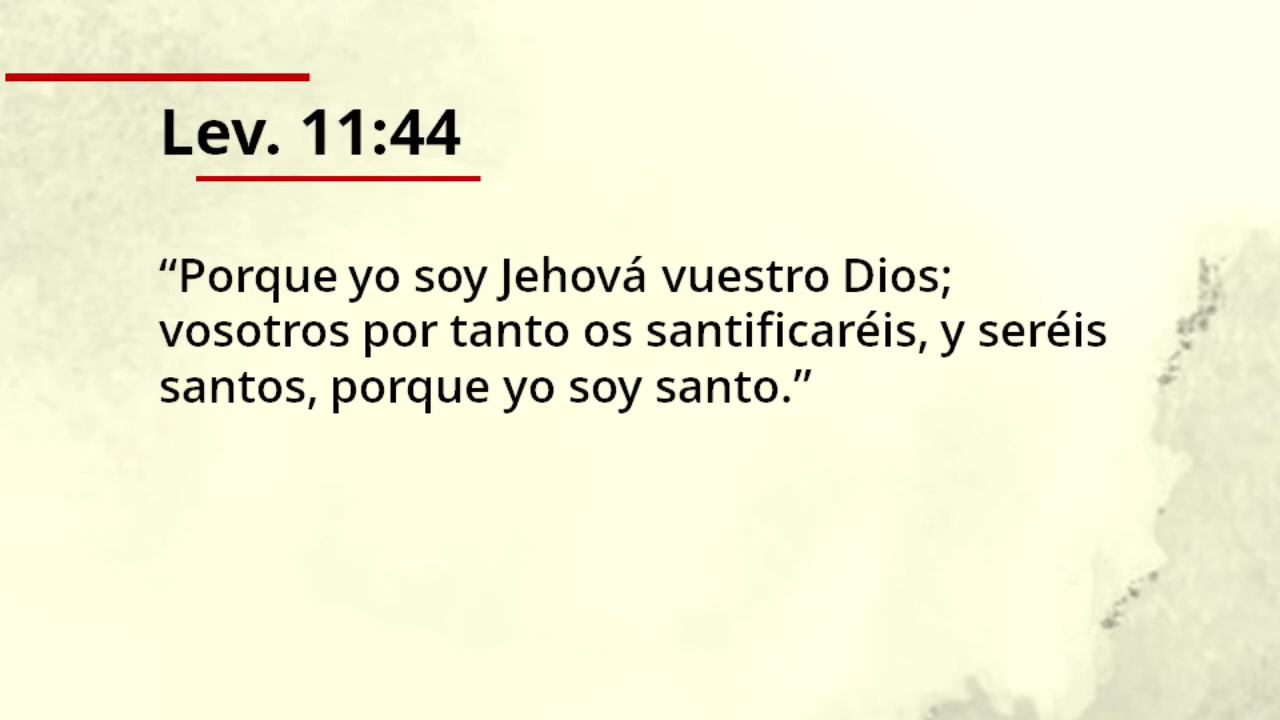 Lev. 11:44
“Porque yo soy Jehová vuestro Dios;
vosotros por tanto os santificaréis, y seréis
santos, porque yo soy santo.”